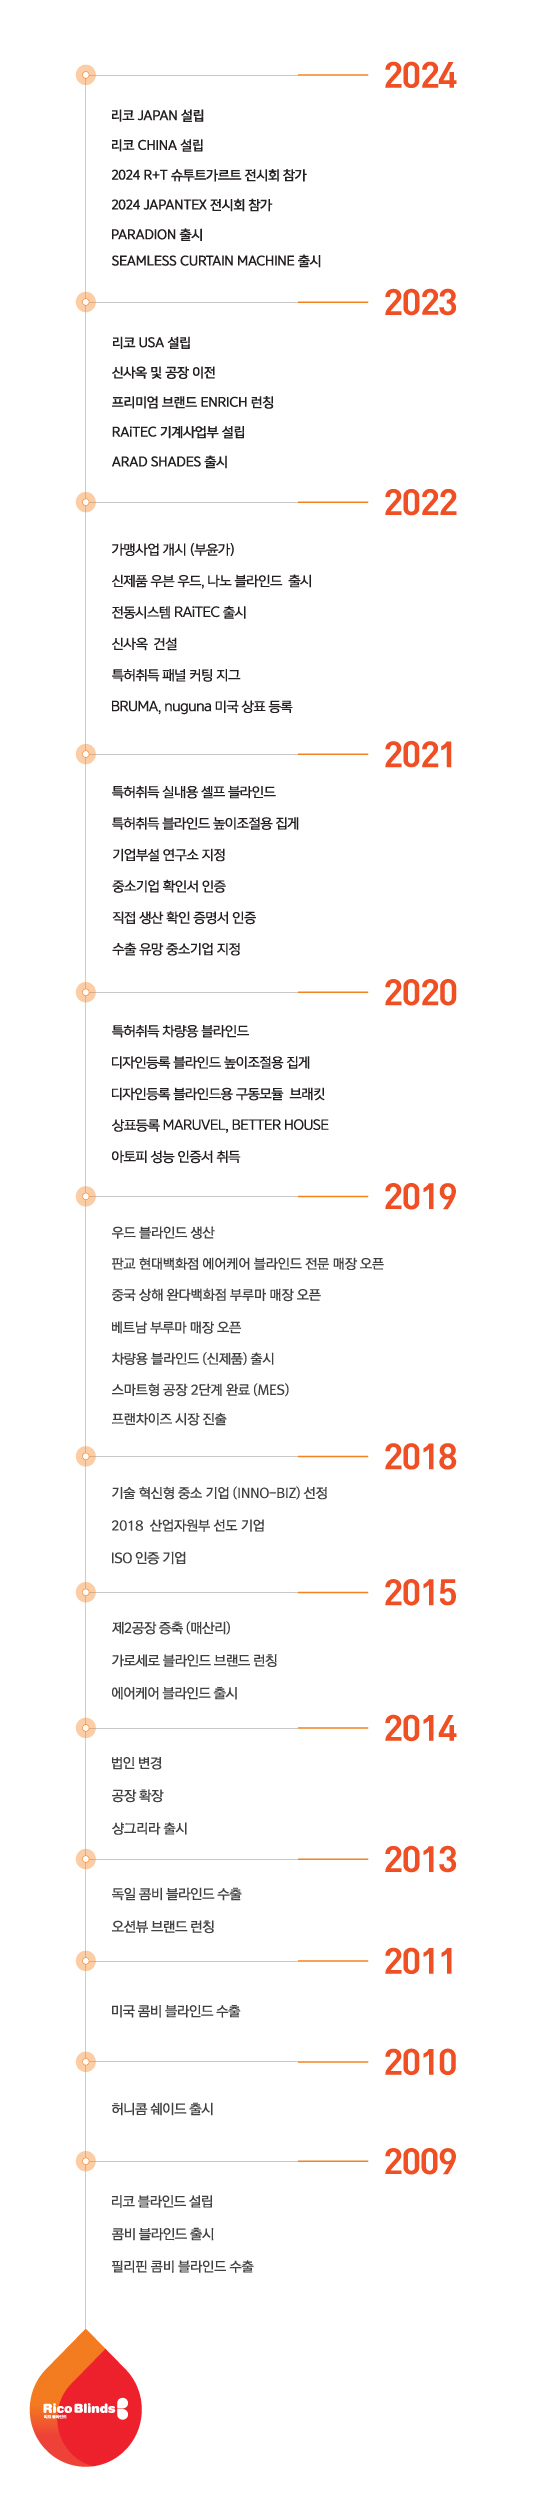 2024
리코 JAPAN 설립
리코 CHINA 설립
2024 R+T 슈투트가르트 전시회 참가
2024 JAPANTEX 전시회 참가
PARADION 출시
SEAMLESS CURTAIN MACHINE 출시
2023
리코 USA 설립
신사옥 및 공장 이전
프리미엄 브랜드 ENRICH 런칭
RAiTEC 기계사업부 설립
ARAD SHADES 출시
2022
가맹사업 개시 (부윤가)
신제품 우븐 우드, 나노 블라인드 출시
전동시스템 RAiTEC 출시
신사옥 건설
특허취득 패널 커팅 지그
BRUMA, nuguna 미국 상표 등록
2021
특허취득 실내용 셀프 블라인드
특허취득 블라인드 높이조절용 집게
기업부설 연구소 지정
중소기업 확인서 인증
직접 생산 확인 증명서 인증
수출 유망 중소기업 지정
2020
특허취득 차량용 블라인드
디자인등록 블라인드 높이조절용 집게
디자인등록 블라인드용 구동모듈 브래킷
상표등록 MARUVEL, BETTER HOUSE
아토피 성능 인증서 취득
2019
우드 블라인드 생산
판교 현대백화점 에어케어 블라인드 전문 매장 오픈
중국 상해 완다백화점 부루마 매장 오픈
베트남 부루마 매장 오픈
차량용 블라인드 (신제품) 출시
스마트형 공장 2단계 완료 (MES)
프랜차이즈 시장 진출
2018
기술 혁신형 중소 기업 (INNO-BIZ) 선정
2018 산업자원부 선도 기업
ISO 인증 기업
2015
제2공장 증축 (매산리)
가로세로 블라인드 브랜드 런칭
에어케어 블라인드 출시
2014
법인 변경
공장 확장
샹그리라 출시
2013
독일 콤비 블라인드 수출
오션뷰 브랜드 런칭
2011
미국 콤비 블라인드 수출
2010
허니콤 쉐이드 출시
2009
리코 블라인드 설립
콤비 블라인드 출시
필리핀 콤비 블라인드 수출
Rico Blinds
리코 블라인드